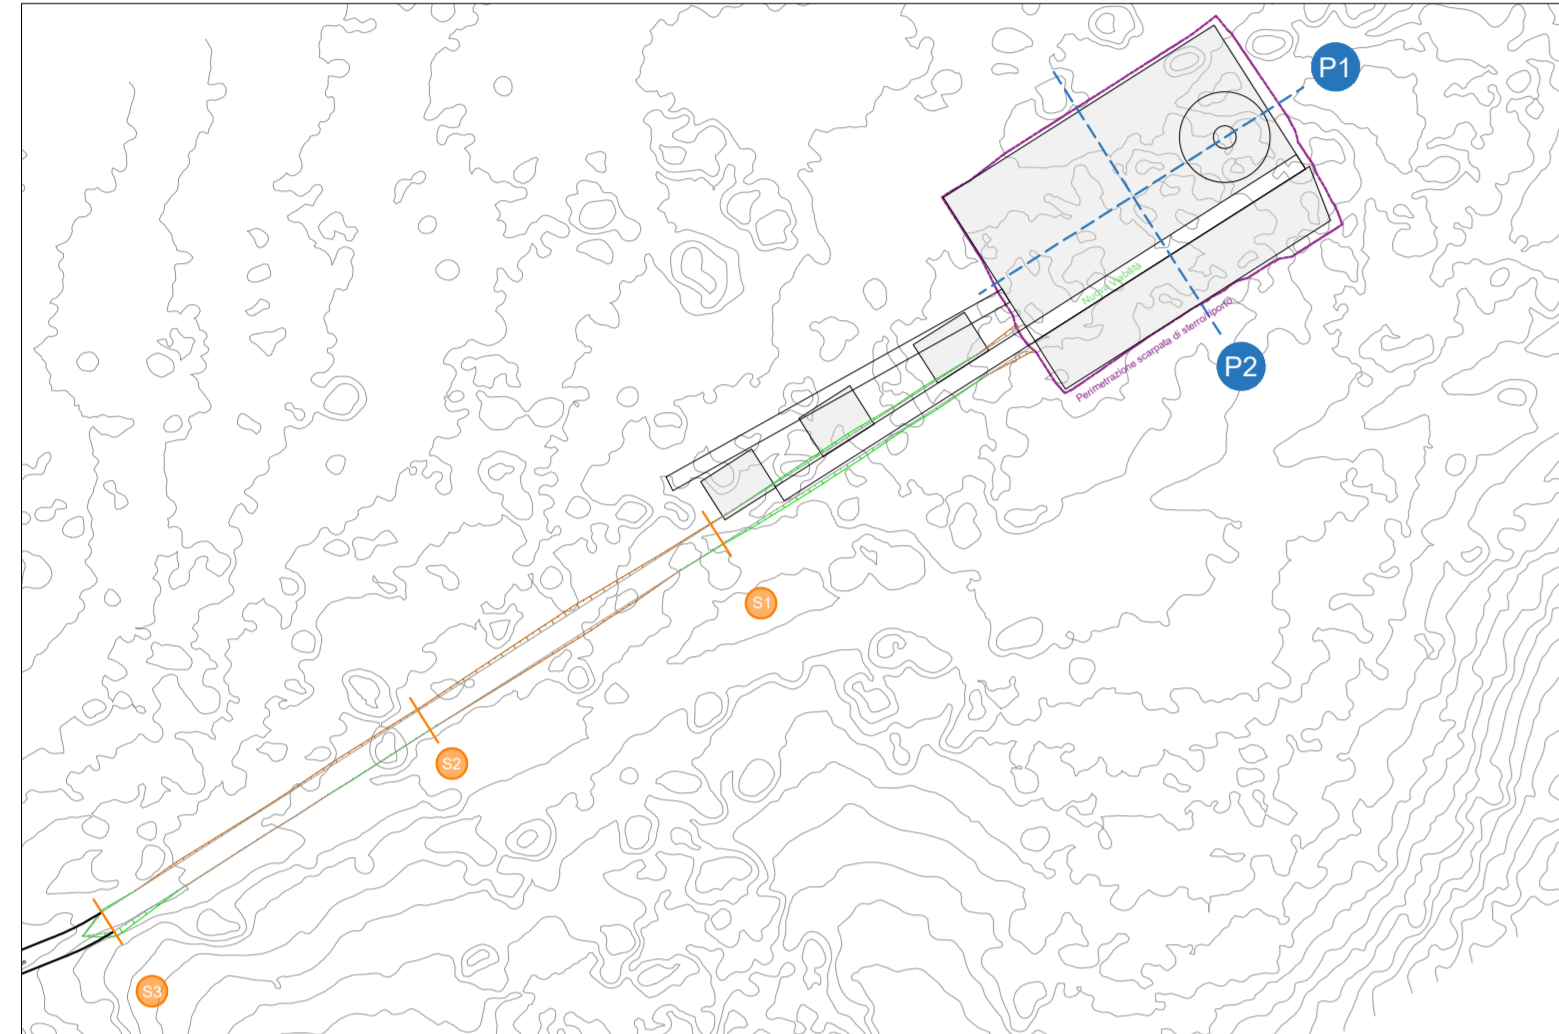 P1
Nuova Viabilità
Perimetrazione scarpata di sterro/riporto
P2
S1
S2
S3